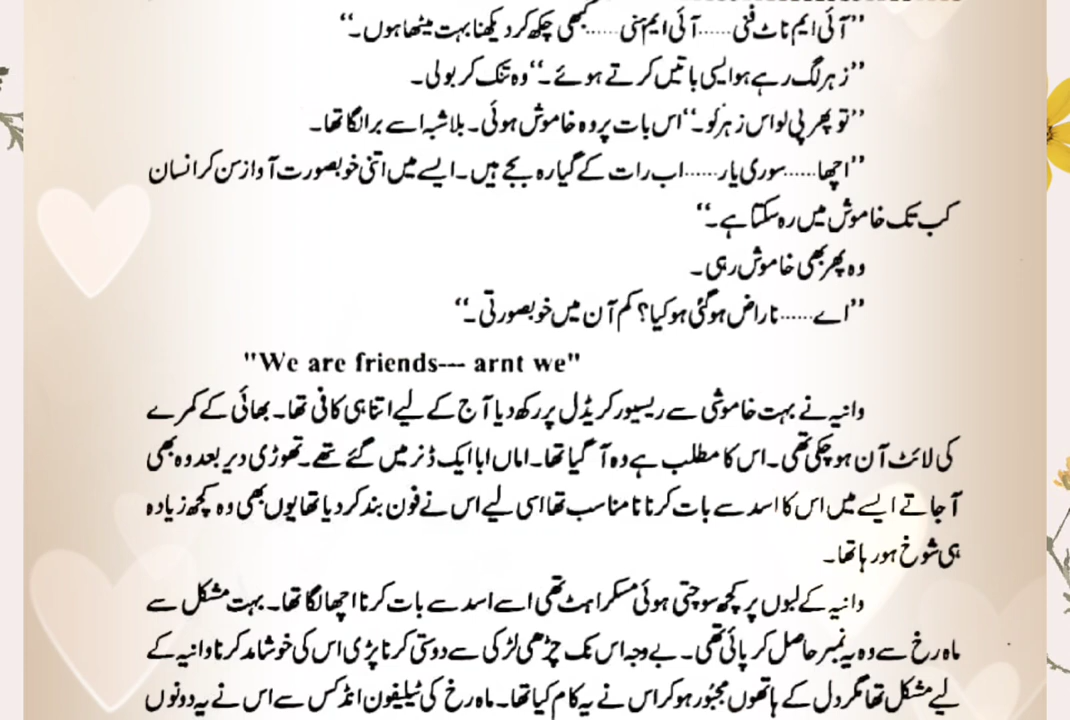 ’’آئی ایم ناٹ فنی......آئی ایم ہنی......کبھی چکھ کر دیکھنا بہت میٹھا ہوں۔‘‘
’’زہر لگ رہے ہو ایسی باتیں کرتے ہوئے۔‘‘ وہ تنک کر بولی۔
’’تو پھر پی لو اس زہر کو۔‘‘ اس بات پر وہ خاموش ہوئی۔ بلاشبہ اسے برا لگا تھا۔
’’اچھا......سوری یار......اب رات کے گیارہ بجے ہیں۔ ایسے میں اتنی خوبصورت آواز سن کر انسان
کب تک خاموش میں رہ سکتا ہے۔‘‘
وہ پھر بھی خاموش رہی۔
’’اے......ناراض ہو گئی ہو کیا؟ کم آن میں خوبصورتی۔‘‘
"We are friends--- arnt we"
وانیہ نے بہت خاموشی سے ریسیور کریڈل پر رکھ دیا آج کے لیے اتنا ہی کافی تھا۔ بھائی کے کمرے
کی لائٹ آن ہو چکی تھی۔ اس کا مطلب ہے وہ آ گیا تھا۔ اماں ابا ایک ڈنر میں گئے تھے۔ تھوڑی دیر بعد وہ بھی
آ جاتے ایسے میں اس کا اسد سے بات کرنا نامناسب تھا اسی لیے اس نے فون بند کر دیا تھا یوں بھی وہ کچھ زیادہ
ہی شوخ ہو رہا تھا۔
وانیہ کے لبوں پر کچھ سوچتی ہوئی مسکراہٹ تھی اسے اسد سے بات کرنا اچھا لگا تھا۔ بہت مشکل سے
ماہ رخ سے وہ یہ نمبر حاصل کر پائی تھی۔ بے وجہ اس نک چڑھی لڑکی سے دوستی کرنا پڑی اس کی خوشامد کرنا وانیہ کے
لیے مشکل تھا مگر دل کے ہاتھوں مجبور ہو کر اس نے یہ کام کیا تھا۔ ماہ رخ کی ٹیلیفون انڈکس سے اس نے یہ دونوں